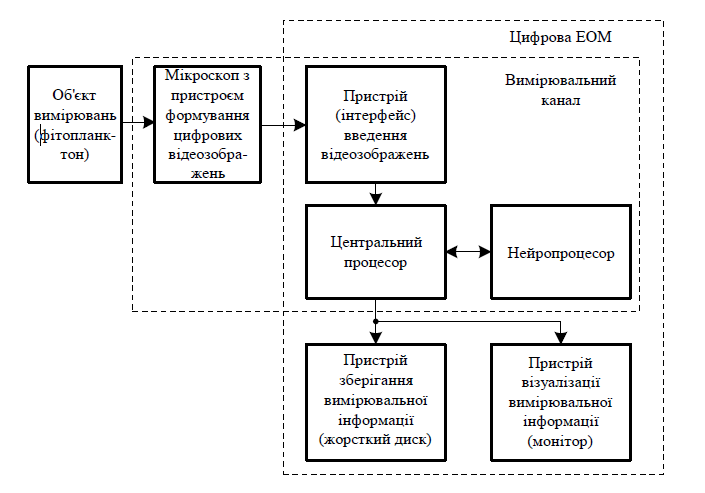 Цифрова ЕОМ
Вимірювальний
канал
Об'єкт
вимірювань
(фітопланк-
тон)
Мікроскоп з
пристроєм
формування
цифрових
відеозобра-
жень
Пристрій
(інтерфейс)
введення
відеозображень
Центральний
процесор
Нейропроцесор
Пристрій
зберігання
вимірювальної
інформації
(жорсткий диск)
Пристрій
візуалізації
вимірювальної
інформації
(монітор)